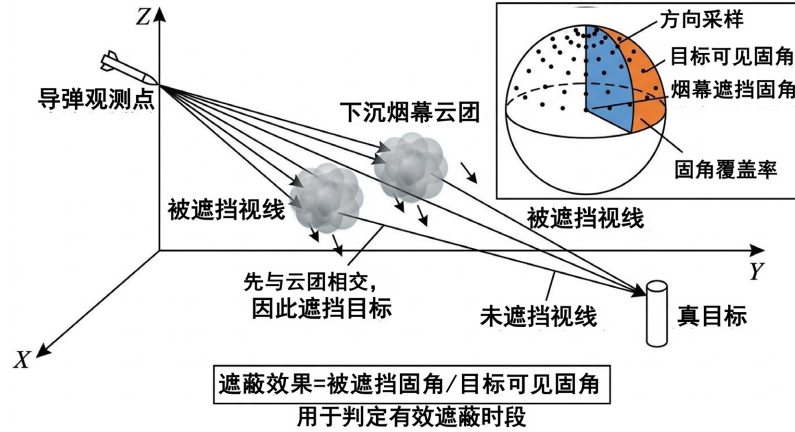 Z
方向采样
目标可见固角
烟幕遮挡固角
固角覆盖率
导弹观测点
下沉烟幕云团
被遮挡视线
被遮挡视线
Y
先与云团相交，
因此遮挡目标
未遮挡视线
真目标
X
遮蔽效果=被遮挡固角/目标可见固角
用于判定有效遮蔽时段